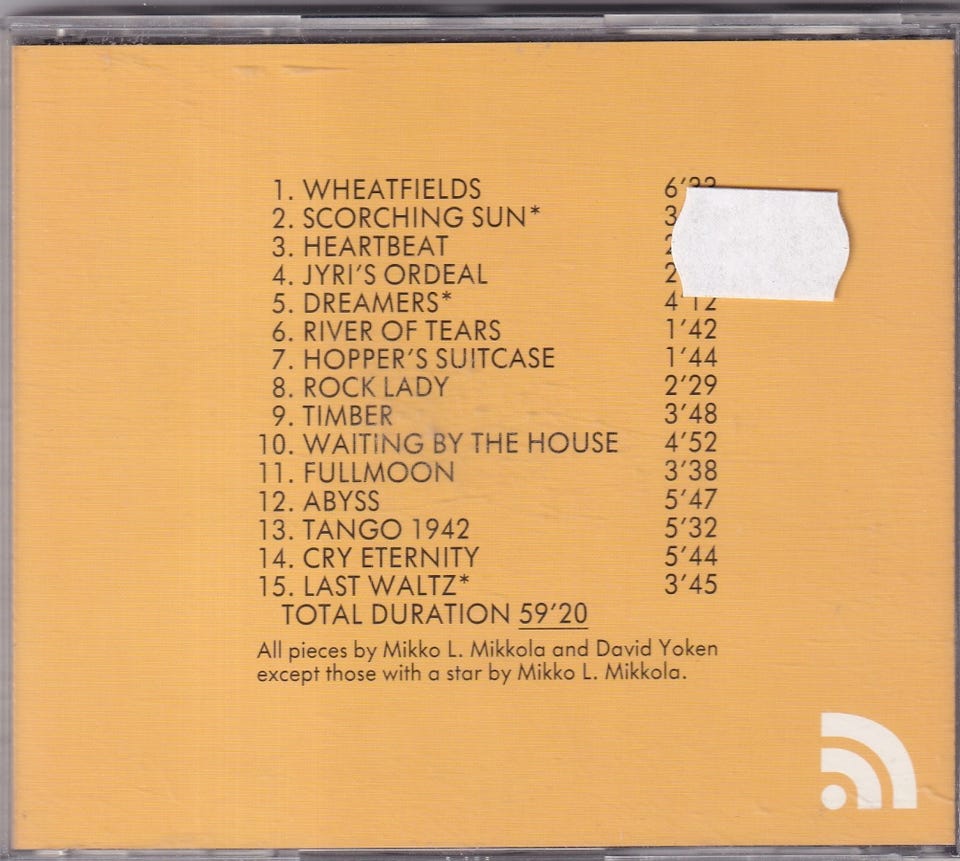 1. WHEATFIELDS
2. SCORCHING SUN*
3. HEARTBEAT
4. JYRI'S ORDEAL
5. DREAMERS* 4'12
6. RIVER OF TEARS 1'42
7. HOPPER'S SUITCASE 1'44
8. ROCK LADY 2'29
9. TIMBER 3'48
10. WAITING BY THE HOUSE 4'52
11. FULLMOON 3'38
12. ABYSS 5'47
13. TANGO 1942 5'32
14. CRY ETERNITY 5'44
15. LAST WALTZ* 3'45
TOTAL DURATION 59'20
All pieces by Mikko L. Mikkola and David Yoken
except those with a star by Mikko L. Mikkola.